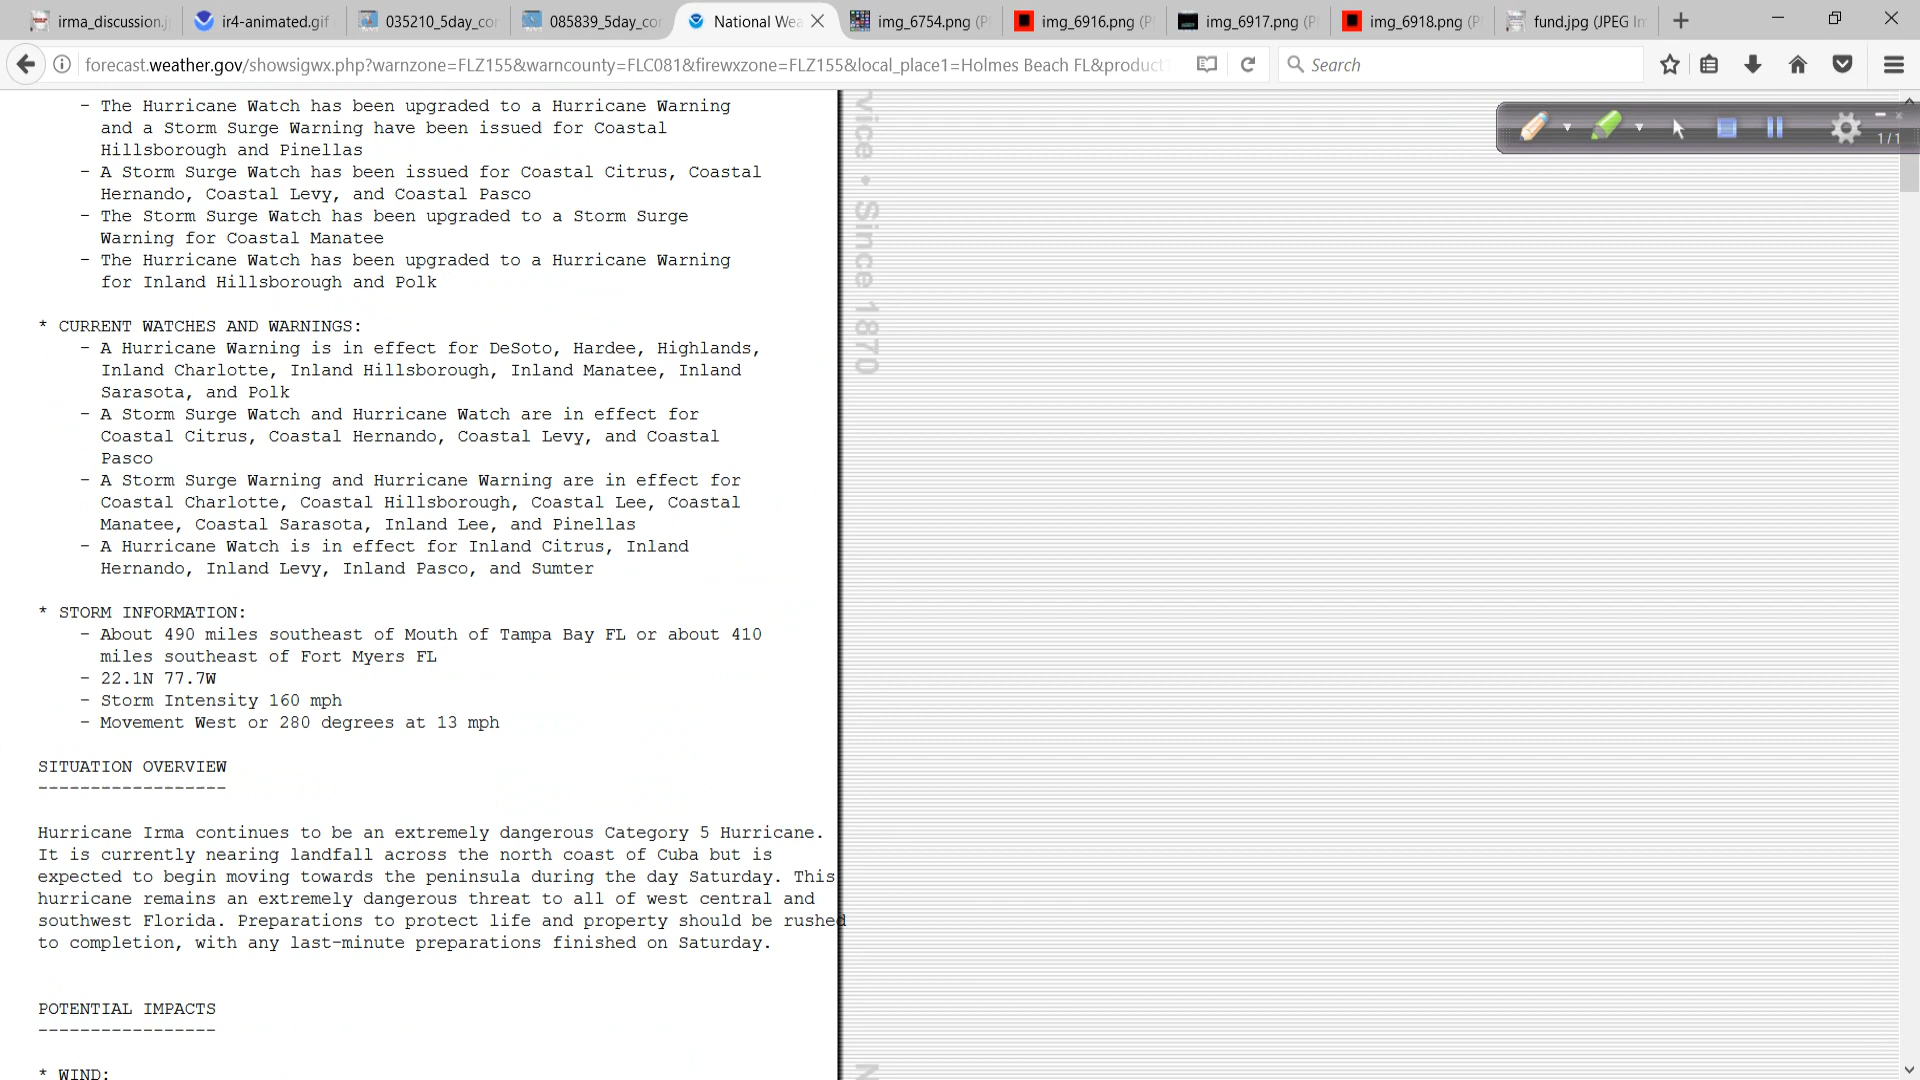 irma_discussion.j
ir4-animated.gif
035210_5day_co
085839_5day_co
National Wea
img_6754.png (P
img_6916.png (P
img_6917.png (P
img_6918.png (P
fund.jpg (JPEG Im
forecast.weather.gov/showsigwx.php?warnzone=FLZ155&warncounty=FLC081&firewxzone=FLZ155&local_place1=Holmes Beach FL&product
Search
1/1
- The Hurricane Watch has been upgraded to a Hurricane Warning
and a Storm Surge Warning have been issued for Coastal
Hillsborough and Pinellas
- A Storm Surge Watch has been issued for Coastal Citrus, Coastal
Hernando, Coastal Levy, and Coastal Pasco
- The Storm Surge Watch has been upgraded to a Storm Surge
Warning for Coastal Manatee
- The Hurricane Watch has been upgraded to a Hurricane Warning
for Inland Hillsborough and Polk
* CURRENT WATCHES AND WARNINGS:
- A Hurricane Warning is in effect for DeSoto, Hardee, Highlands,
Inland Charlotte, Inland Hillsborough, Inland Manatee, Inland
Sarasota, and Polk
- A Storm Surge Watch and Hurricane Watch are in effect for
Coastal Citrus, Coastal Hernando, Coastal Levy, and Coastal
Pasco
- A Storm Surge Warning and Hurricane Warning are in effect for
Coastal Charlotte, Coastal Hillsborough, Coastal Lee, Coastal
Manatee, Coastal Sarasota, Inland Lee, and Pinellas
- A Hurricane Watch is in effect for Inland Citrus, Inland
Hernando, Inland Levy, Inland Pasco, and Sumter
* STORM INFORMATION:
- About 490 miles southeast of Mouth of Tampa Bay FL or about 410
miles southeast of Fort Myers FL
- 22.1N 77.7W
- Storm Intensity 160 mph
- Movement West or 280 degrees at 13 mph
SITUATION OVERVIEW
------------------
Hurricane Irma continues to be an extremely dangerous Category 5 Hurricane.
It is currently nearing landfall across the north coast of Cuba but is
expected to begin moving towards the peninsula during the day Saturday. This
hurricane remains an extremely dangerous threat to all of west central and
southwest Florida. Preparations to protect life and property should be rushed
to completion, with any last-minute preparations finished on Saturday.
POTENTIAL IMPACTS
-----------------
* WIND:
rvice • Since 1870
N